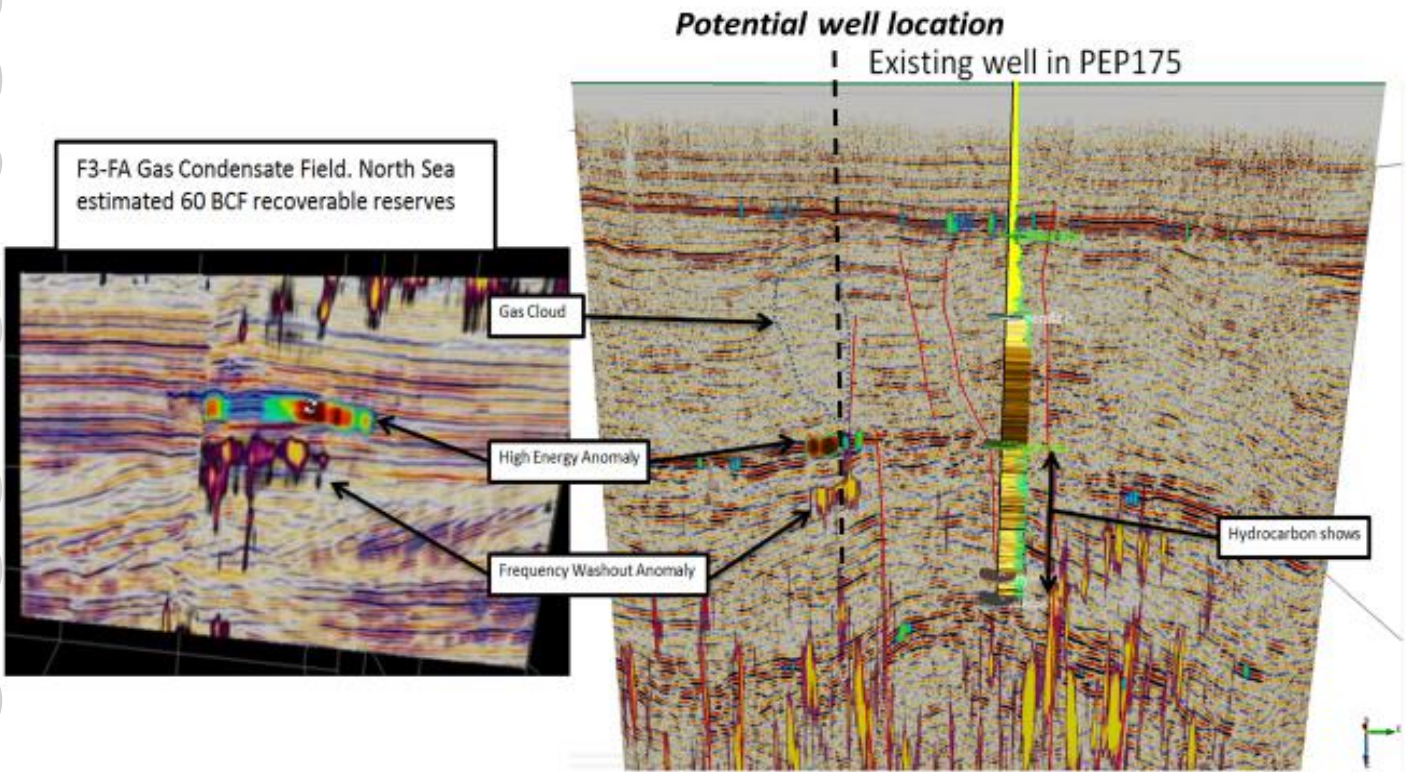 Potential well location
Existing well in PEP175
F3-FA Gas Condensate Field. North Sea
estimated 60 BCF recoverable reserves
Gas Cloud
High Energy Anomaly
Hydrocarbon shows
Frequency Washout Anomaly